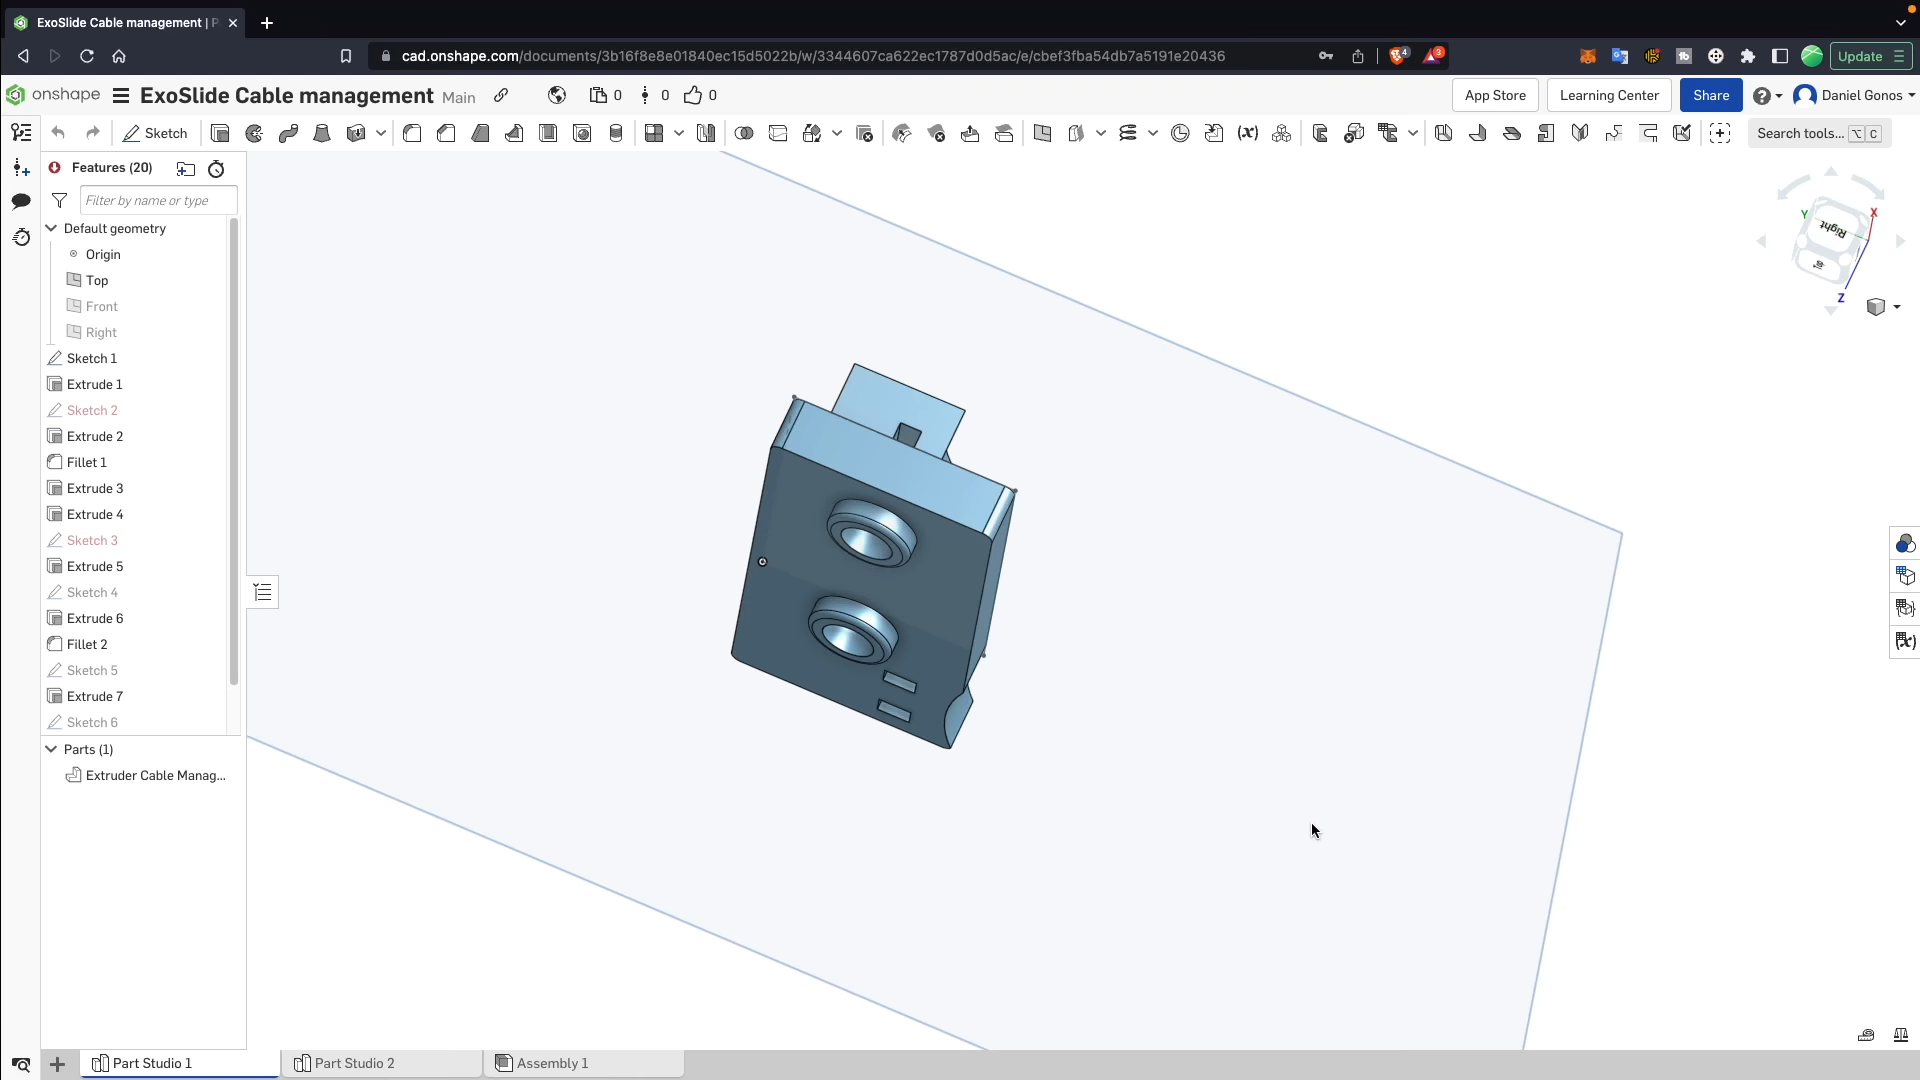 ExoSlide Cable management | P
cad.onshape.com/documents/3b16f8e8e01840ec15d5022b/w/3344607ca622ec1787d0d5ac/e/cbef3fba54db7a5191e20436
4
3
Update
onshape
ExoSlide Cable management Main
0
0
0
App Store
Learning Center
Share
Daniel Gonos
Sketch
(x)
Search tools... ⌥ C
Features (20)
Filter by name or type
Default geometry
Origin
Top
Front
Right
Sketch 1
Extrude 1
Sketch 2
Extrude 2
Fillet 1
Extrude 3
Extrude 4
Sketch 3
Extrude 5
Sketch 4
Extrude 6
Fillet 2
Sketch 5
Extrude 7
Sketch 6
Parts (1)
Extruder Cable Manag...
Y
X
Right
Z
(x)
Part Studio 1
Part Studio 2
Assembly 1